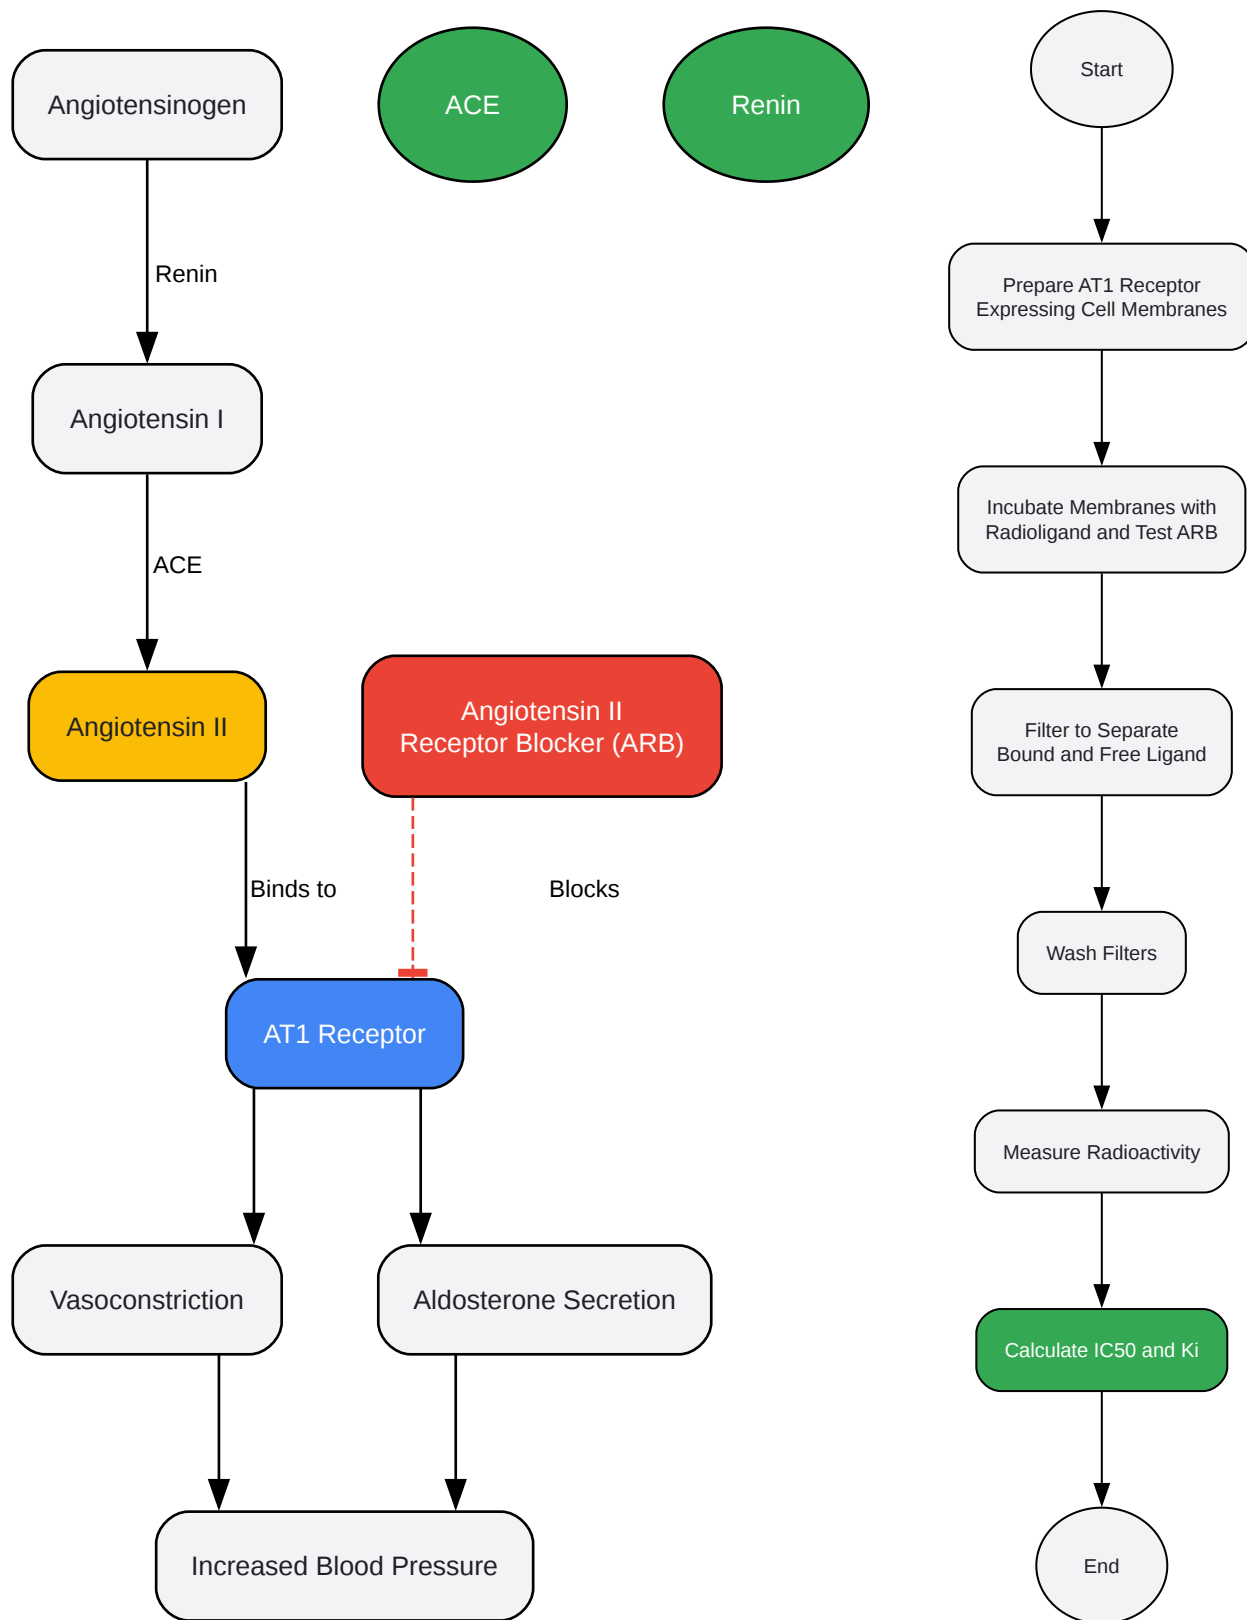 Angiotensinogen
ACE
Renin
Renin
Angiotensin I
ACE
Angiotensin II
Angiotensin II
Receptor Blocker (ARB)
Binds to
Blocks
AT1 Receptor
Vasoconstriction
Aldosterone Secretion
Increased Blood Pressure
Start
Prepare AT1 Receptor
Expressing Cell Membranes
Incubate Membranes with
Radioligand and Test ARB
Filter to Separate
Bound and Free Ligand
Wash Filters
Measure Radioactivity
Calculate IC50 and Ki
End